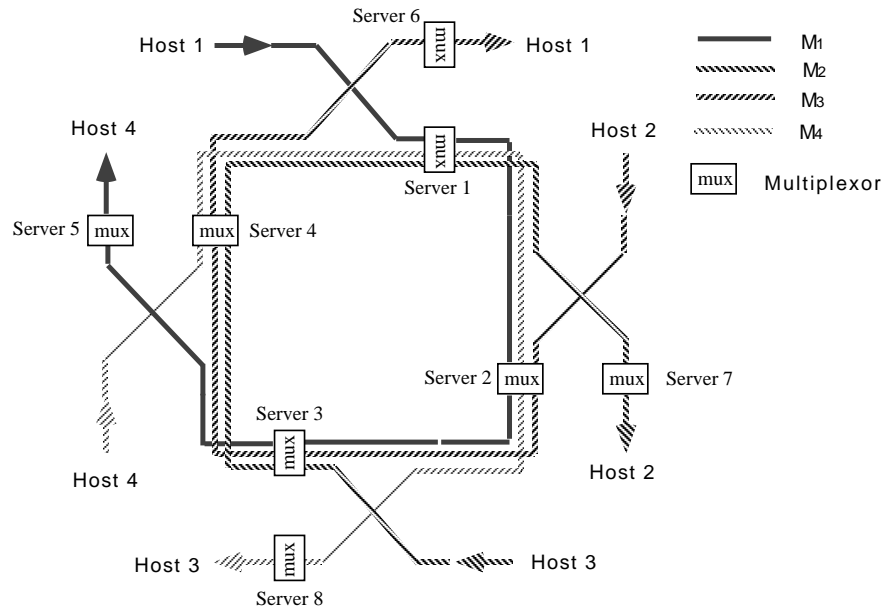 Server 6
Host 1
mux
Host 1
M1
M2
M3
M4
mux Multiplexor
Host 4
Host 2
mux
Server 1
Server 5
mux
mux
Server 4
Server 2
mux
mux
Server 7
Server 3
mux
Host 4
Host 2
Host 3
mux
Host 3
Server 8